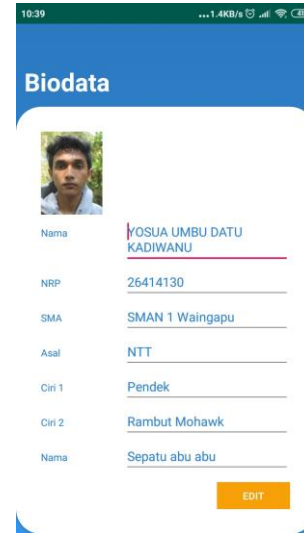 10:39 ...1.4KB/s
Biodata
Nama YOSUA UMBU DATU
KADIWANU
NRP 26414130
SMA SMAN 1 Waingapu
Asal NTT
Ciri 1 Pendek
Ciri 2 Rambut Mohawk
Nama Sepatu abu abu
EDIT